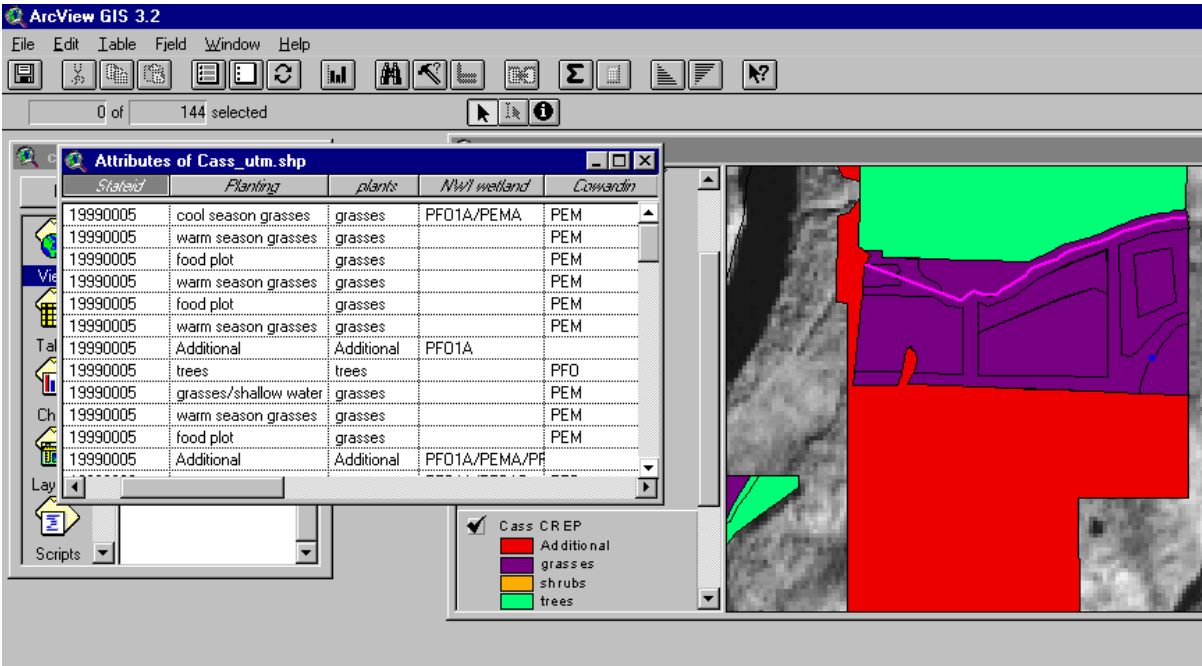 ArcView GIS 3.2
File Edit Table Field Window Help
0 of 144 selected
Attributes of Cass_utm.shp
Stateid Planting plants NWI wetland Cowardin
19990005 cool season grasses grasses PFO1A/PEMA PEM
19990005 warm season grasses grasses PEM
19990005 food plot grasses PEM
19990005 warm season grasses grasses PEM
19990005 food plot grasses PEM
19990005 warm season grasses grasses PEM
19990005 Additional Additional PFO1A
19990005 trees trees PFO
19990005 grasses/shallow water grasses PEM
19990005 warm season grasses grasses PEM
19990005 food plot grasses PEM
19990005 Additional Additional PFO1A/PEMA/PF
Vie
Tal
Ch
Lay
Scripts
Cass CREP
Additional
grasses
shrubs
trees